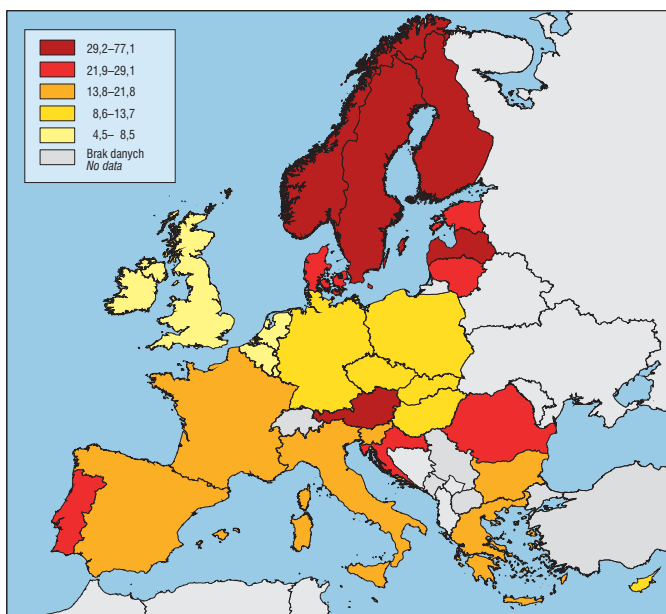 29,2–77,1
21,9–29,1
13,8–21,8
8,6–13,7
4,5– 8,5
Brak danych
No data